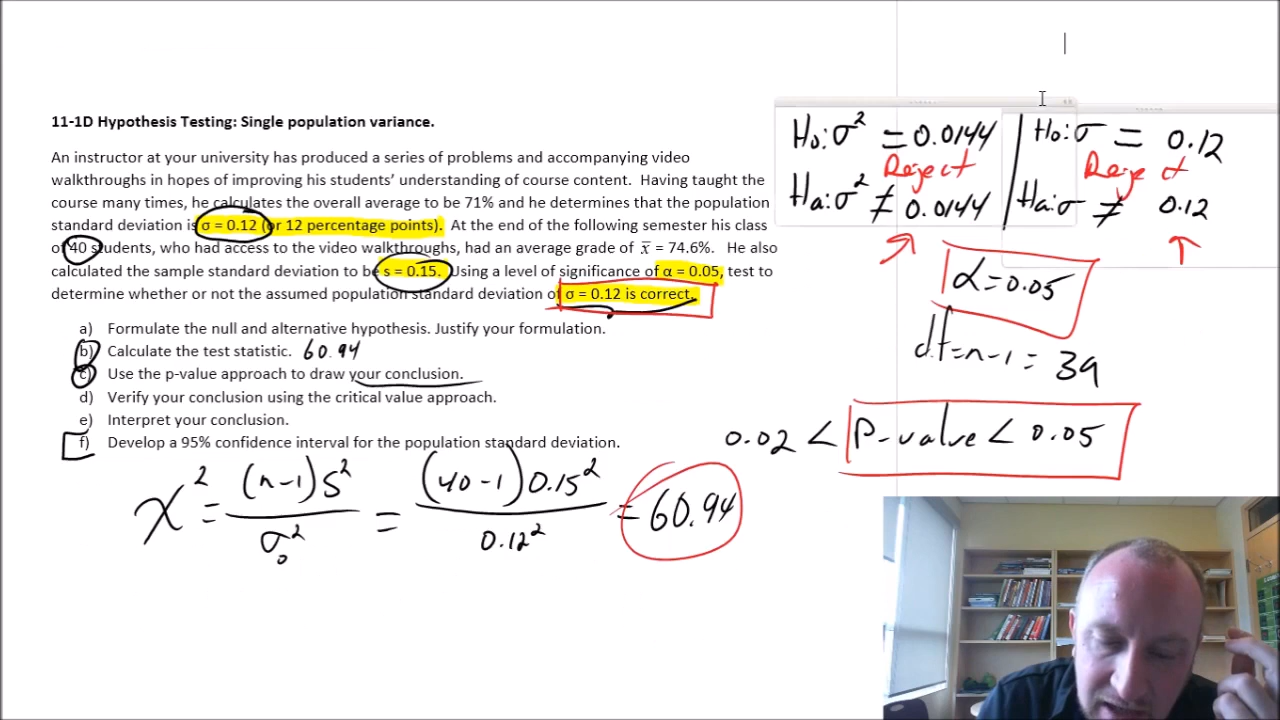 11-1D Hypothesis Testing: Single population variance.
An instructor at your university has produced a series of problems and accompanying video
walkthroughs in hopes of improving his students' understanding of course content. Having taught the
course many times, he calculates the overall average to be 71% and he determines that the population
standard deviation is σ = 0.12 (or 12 percentage points). At the end of the following semester his class
of 40 students, who had access to the video walkthroughs, had an average grade of x̅ = 74.6%. He also
calculated the sample standard deviation to be s = 0.15. Using a level of significance of α = 0.05, test to
determine whether or not the assumed population standard deviation of σ = 0.12 is correct.
a) Formulate the null and alternative hypothesis. Justify your formulation.
b) Calculate the test statistic. 60.94
c) Use the p-value approach to draw your conclusion.
d) Verify your conclusion using the critical value approach.
e) Interpret your conclusion.
f) Develop a 95% confidence interval for the population standard deviation.
χ² = (n-1)S² / σ₀² = (40-1)0.15² / 0.12² = 60.94
Ho: σ² = 0.0144
Reject
Ha: σ² ≠ 0.0144
Ho: σ = 0.12
Reject
Ha: σ ≠ 0.12
α = 0.05
df = n-1 = 39
0.02 < P-value < 0.05